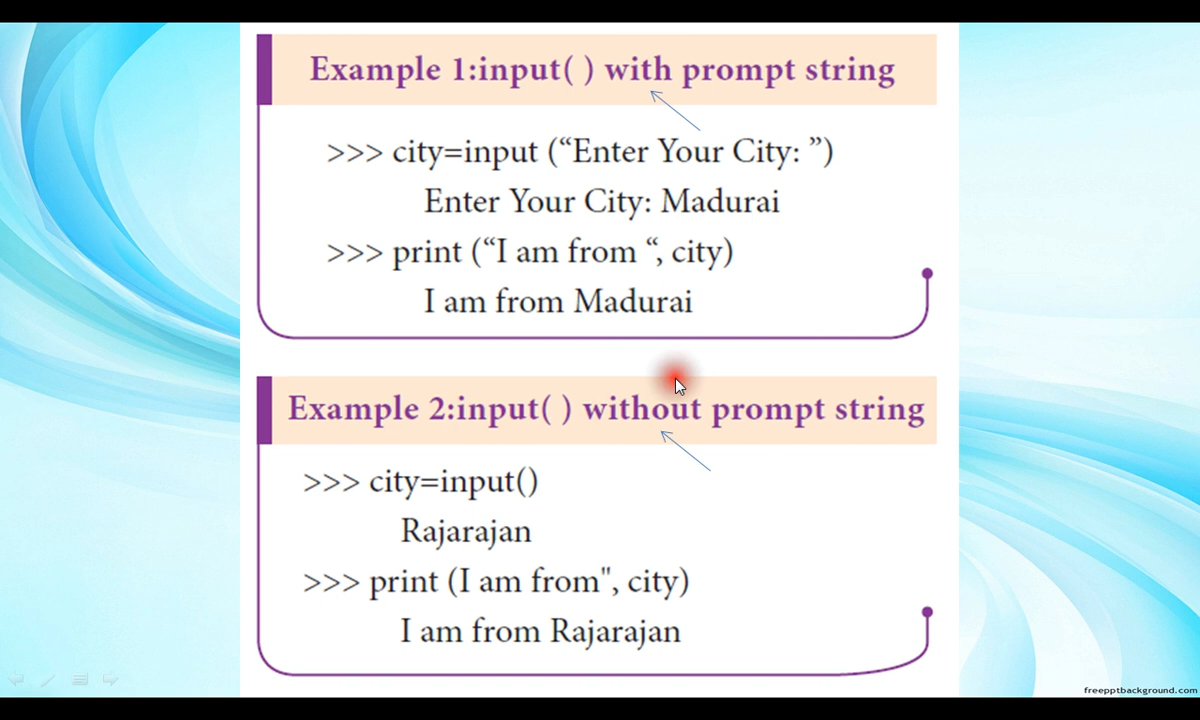 Example 1:input( ) with prompt string
>>> city=input (“Enter Your City: ”)
Enter Your City: Madurai
>>> print (“I am from “, city)
I am from Madurai
Example 2:input( ) without prompt string
>>> city=input()
Rajarajan
>>> print (I am from", city)
I am from Rajarajan
freepptbackground.com